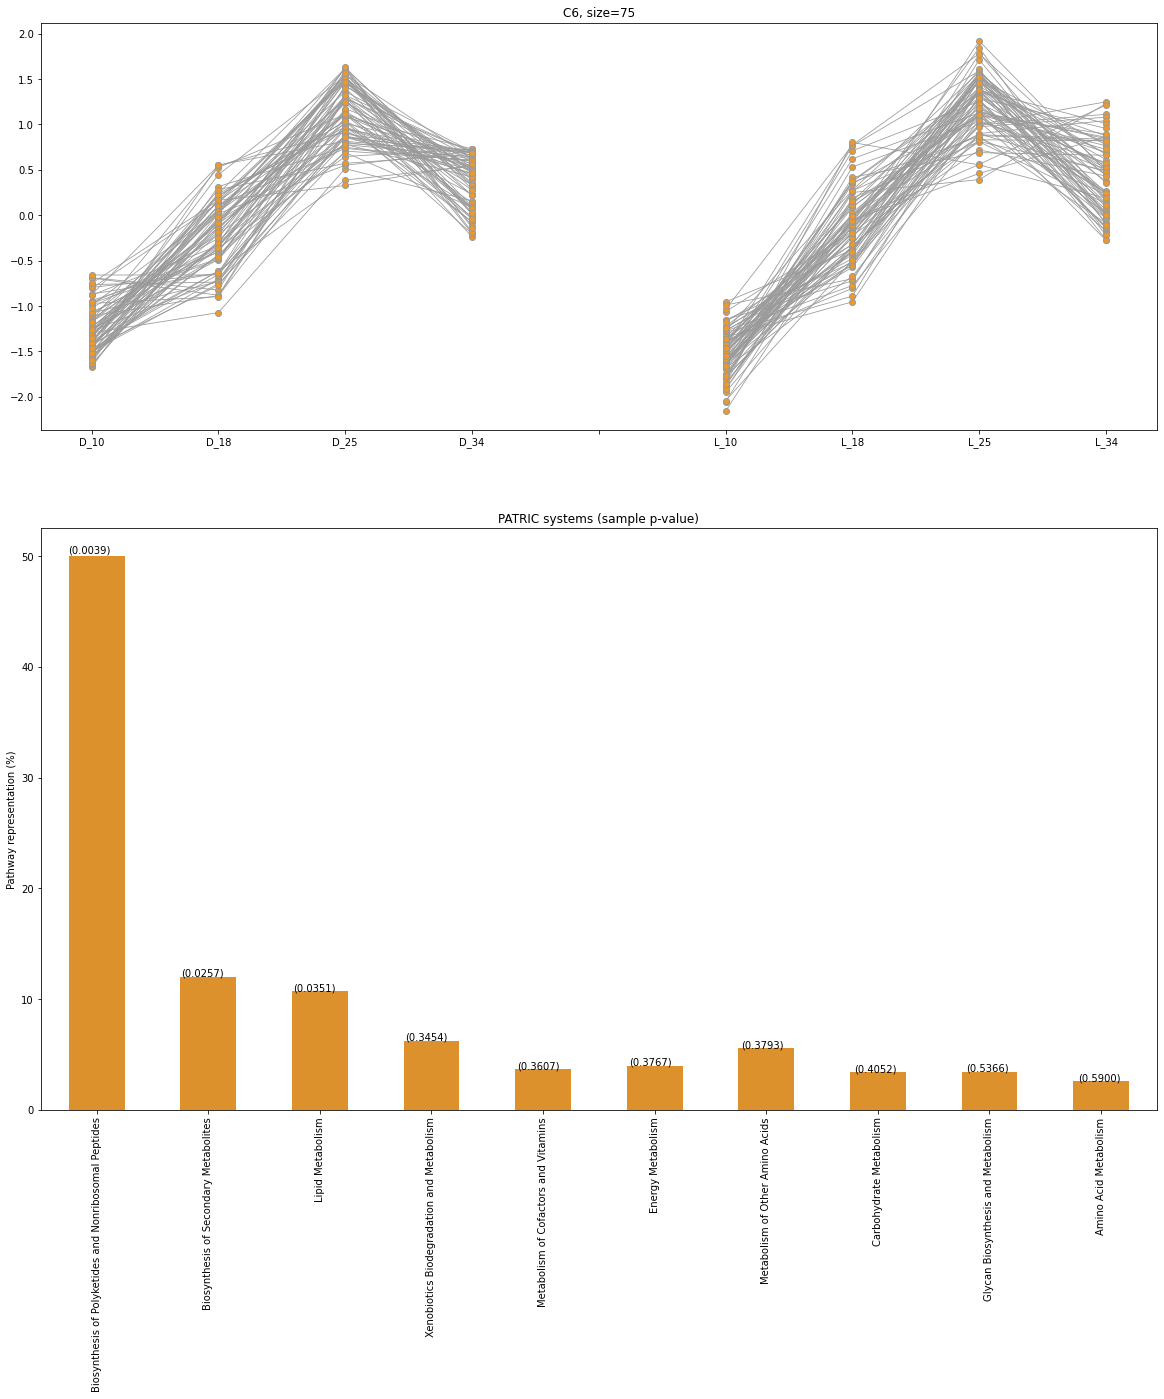 C6, size=75
2.0
1.5
1.0
0.5
0.0
−0.5
−1.0
−1.5
−2.0
D_10 D_18 D_25 D_34 L_10 L_18 L_25 L_34
PATRIC systems (sample p-value)
Pathway representation (%)
50
40
30
20
10
0
(0.0039)
(0.0257)
(0.0351)
(0.3454)
(0.3607)
(0.3767)
(0.3793)
(0.4052)
(0.5366)
(0.5900)
Biosynthesis of Polyketides and Nonribosomal Peptides
Biosynthesis of Secondary Metabolites
Lipid Metabolism
Xenobiotics Biodegradation and Metabolism
Metabolism of Cofactors and Vitamins
Energy Metabolism
Metabolism of Other Amino Acids
Carbohydrate Metabolism
Glycan Biosynthesis and Metabolism
Amino Acid Metabolism